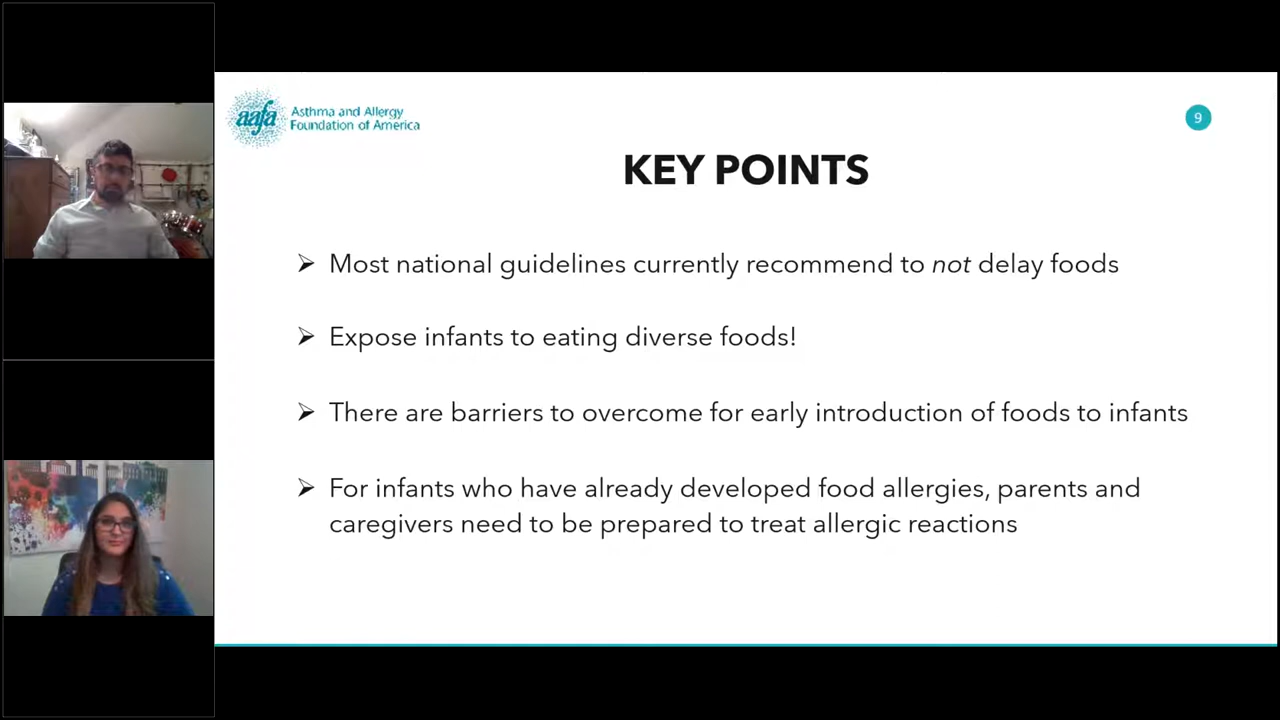 aafa
Asthma and Allergy
Foundation of America
9
KEY POINTS
➢ Most national guidelines currently recommend to not delay foods
➢ Expose infants to eating diverse foods!
➢ There are barriers to overcome for early introduction of foods to infants
➢ For infants who have already developed food allergies, parents and
caregivers need to be prepared to treat allergic reactions